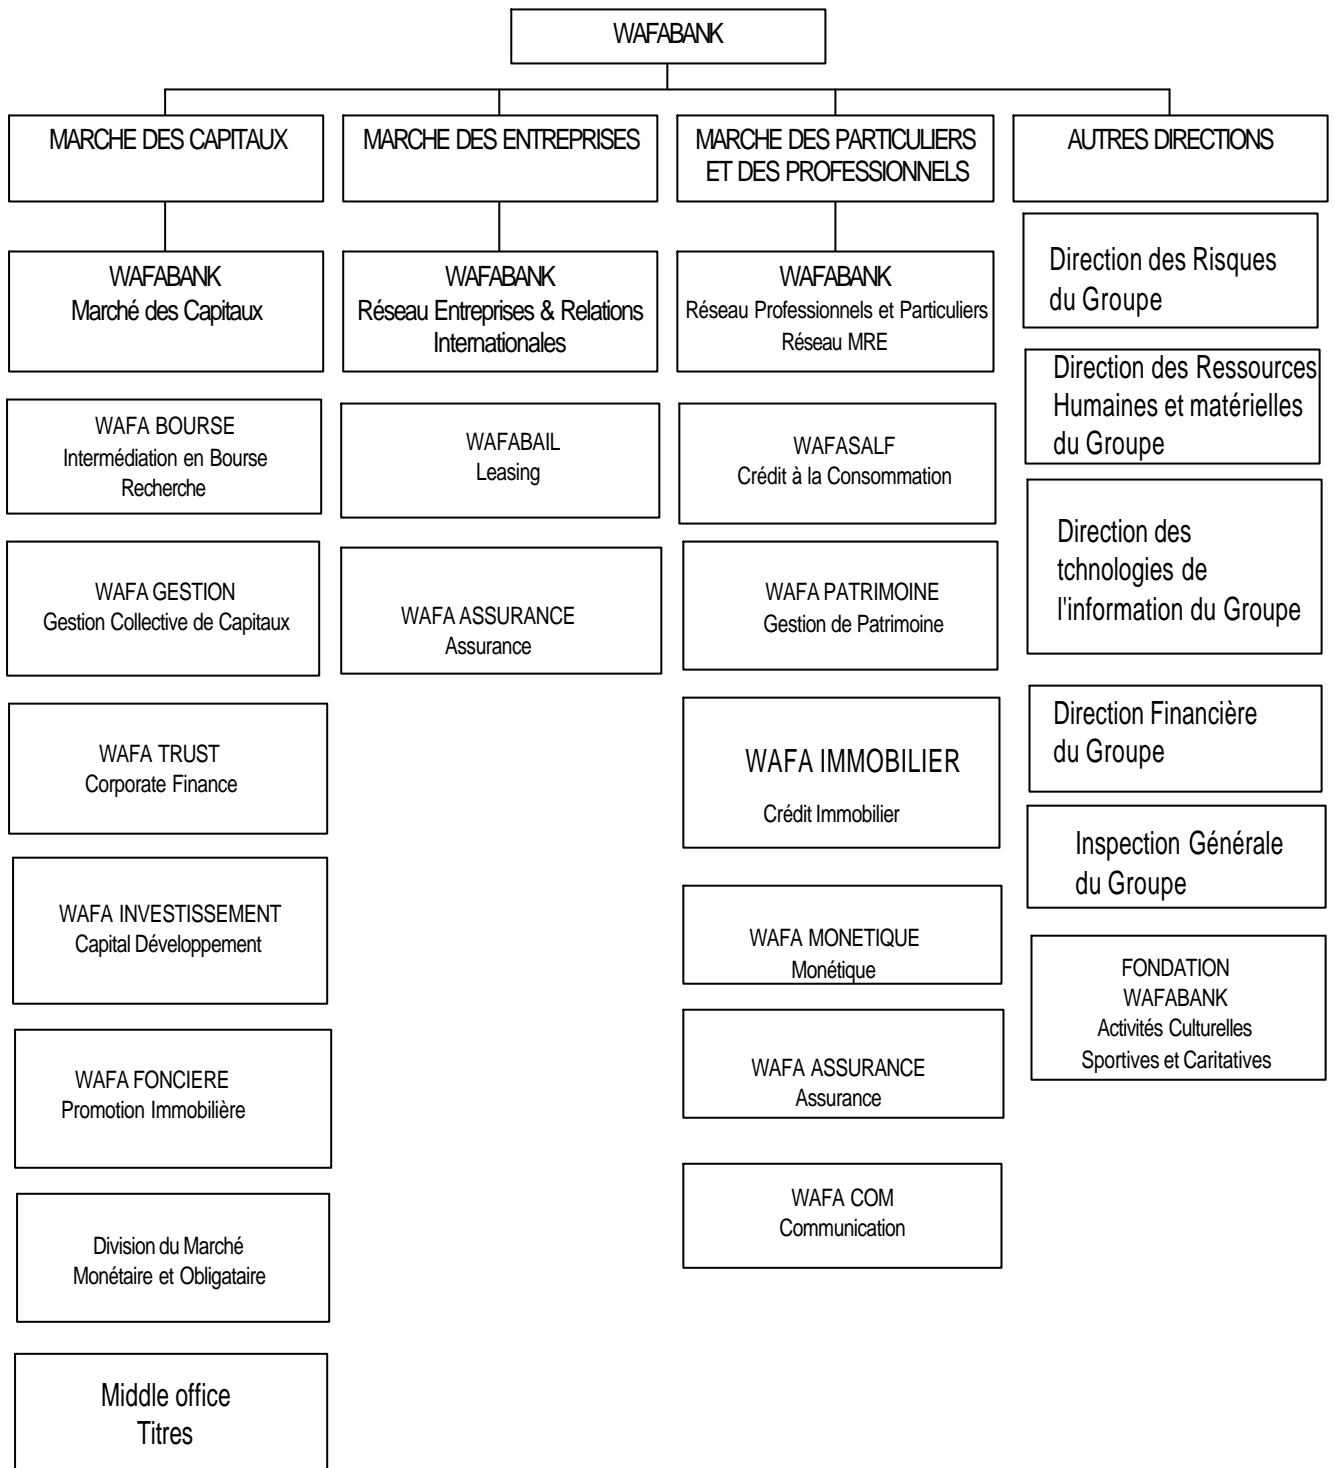 WAFABANK
MARCHE DES CAPITAUX
MARCHE DES ENTREPRISES
MARCHE DES PARTICULIERS
ET DES PROFESSIONNELS
AUTRES DIRECTIONS
WAFABANK
Marché des Capitaux
WAFA BOURSE
Intermédiation en Bourse
Recherche
WAFA GESTION
Gestion Collective de Capitaux
WAFA TRUST
Corporate Finance
WAFA INVESTISSEMENT
Capital Développement
WAFA FONCIERE
Promotion Immobilière
Division du Marché
Monétaire et Obligataire
Middle office
Titres
WAFABANK
Réseau Entreprises & Relations
Internationales
WAFABAIL
Leasing
WAFA ASSURANCE
Assurance
WAFABANK
Réseau Professionnels et Particuliers
Réseau MRE
WAFASALF
Crédit à la Consommation
WAFA PATRIMOINE
Gestion de Patrimoine
WAFA IMMOBILIER
Crédit Immobilier
WAFA MONETIQUE
Monétique
WAFA ASSURANCE
Assurance
WAFA COM
Communication
Direction des Risques
du Groupe
Direction des Ressources
Humaines et matérielles
du Groupe
Direction des
tchnologies de
l'information du Groupe
Direction Financière
du Groupe
Inspection Générale
du Groupe
FONDATION
WAFABANK
Activités Culturelles
Sportives et Caritatives